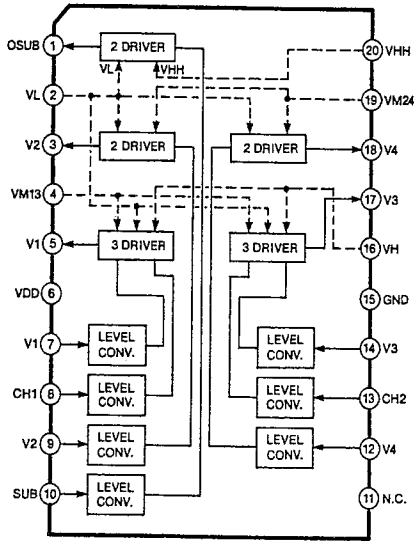 OSUB 1 2 DRIVER 20 VHH
VL VHH
VL 2 19 VM24
V2 3 2 DRIVER 2 DRIVER 18 V4
VM13 4 17 V3
V1 5 3 DRIVER 3 DRIVER 16 VH
VDD 6 15 GND
V1 7 LEVEL CONV. LEVEL CONV. 14 V3
CH1 8 LEVEL CONV. LEVEL CONV. 13 CH2
V2 9 LEVEL CONV. LEVEL CONV. 12 V4
SUB 10 LEVEL CONV. 11 N.C.